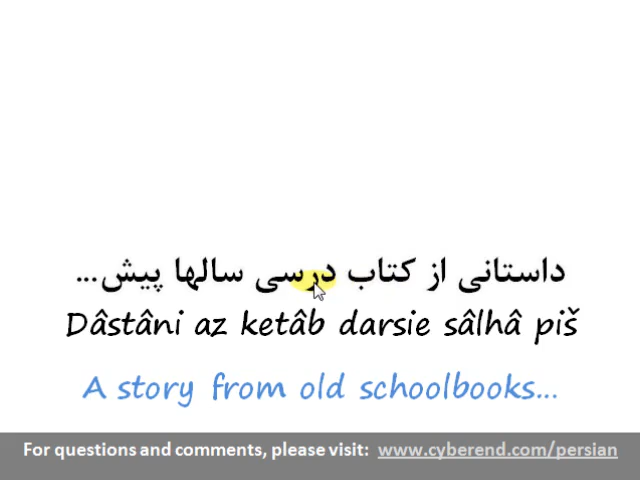 داستانی از کتاب درسی سالها پیش...
Dâstâni az ketâb darsie sâlhâ piš
A story from old schoolbooks...
For questions and comments, please visit: www.cyberend.com/persian